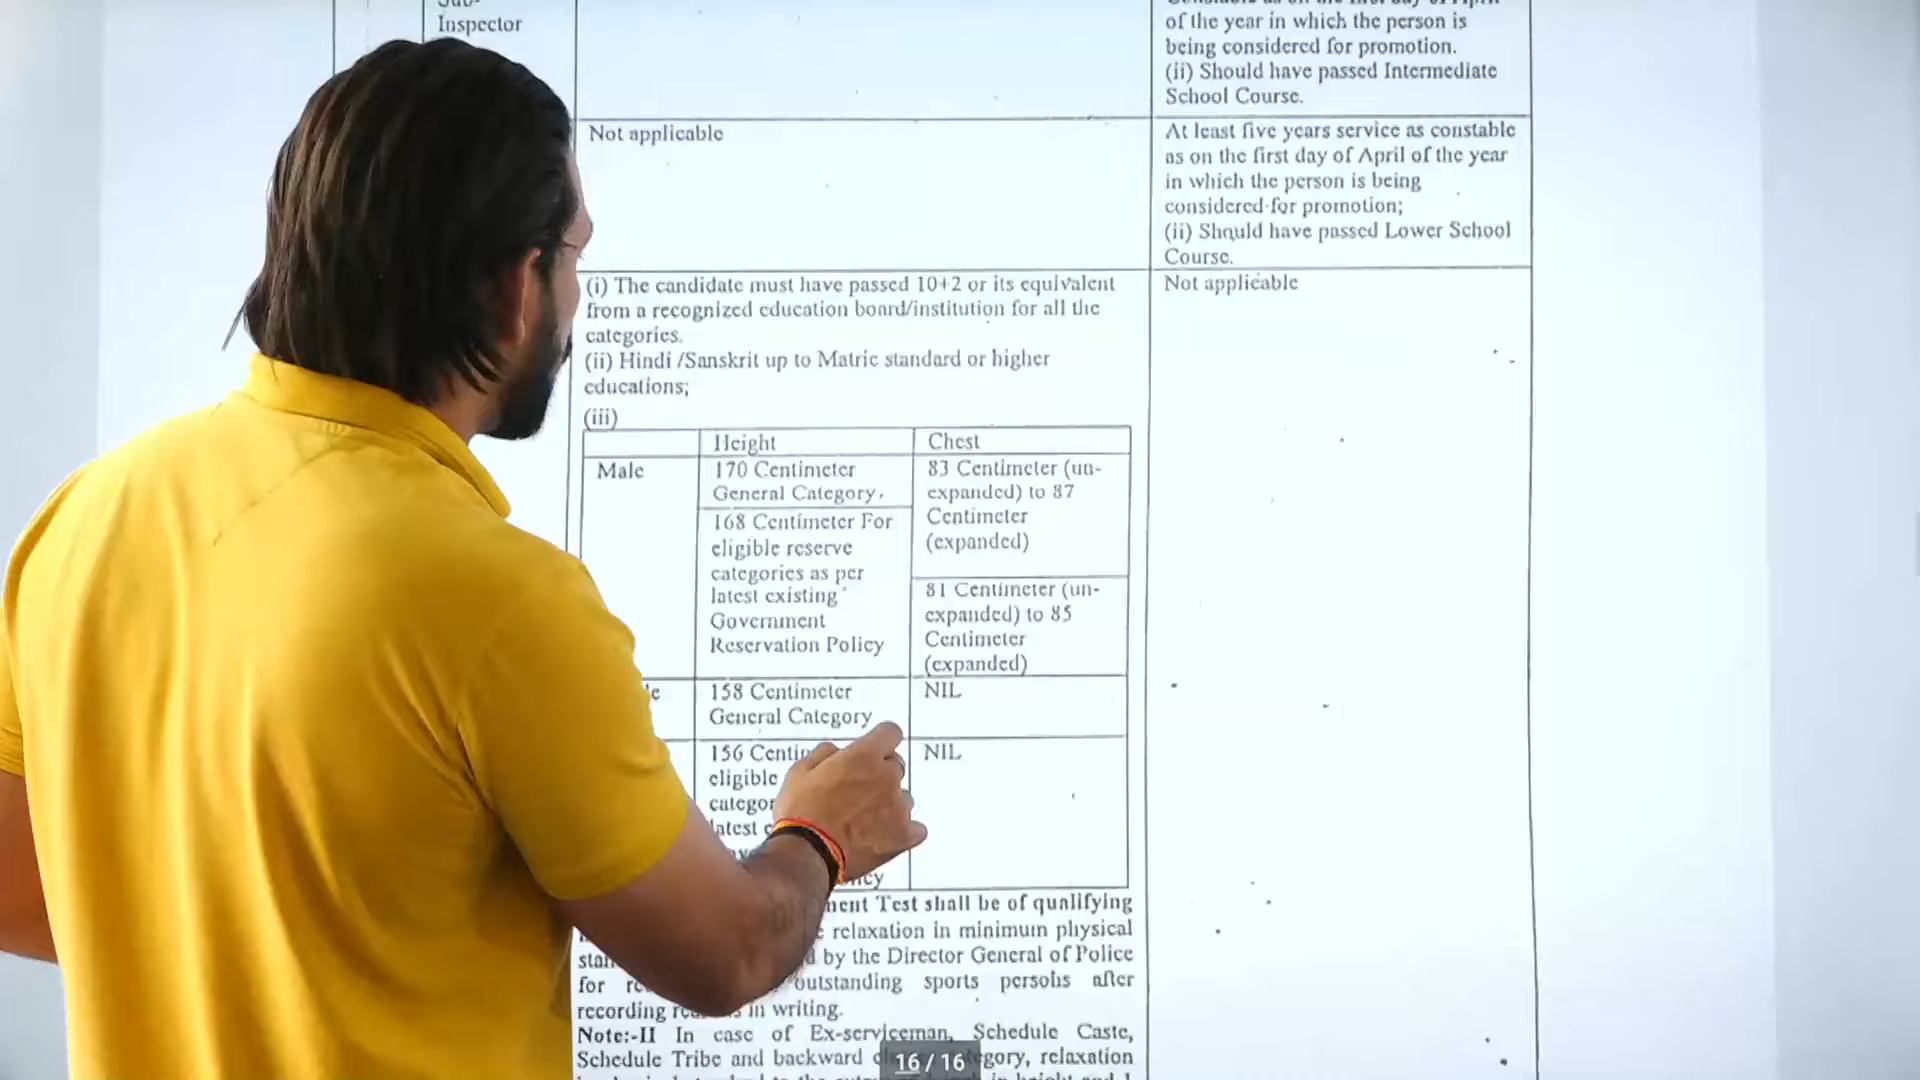 Inspector
of the year in which the person is
being considered for promotion.
(ii) Should have passed Intermediate
School Course.
Not applicable
At least five years service as constable
as on the first day of April of the year
in which the person is being
considered for promotion;
(ii) Should have passed Lower School
Course.
(i) The candidate must have passed 10+2 or its equivalent
from a recognized education board/institution for all the
categories.
(ii) Hindi /Sanskrit up to Matric standard or higher
educations;
(iii)
Not applicable
Height
Chest
Male
170 Centimeter
General Category.
83 Centimeter (un-
expanded) to 87
Centimeter
(expanded)
168 Centimeter For
eligible reserve
categories as per
latest existing
Government
Reservation Policy
81 Centimeter (un-
expanded) to 85
Centimeter
(expanded)
158 Centimeter
General Category
NIL
156
eligible
NIL
Test shall be of qualifying
relaxation in minimum physical
by the Director General of Police
for outstanding sports persons after
recording in writing.
Note:-II In case of Ex-serviceman, Schedule Caste,
Schedule Tribe and backward relaxation
16 / 16